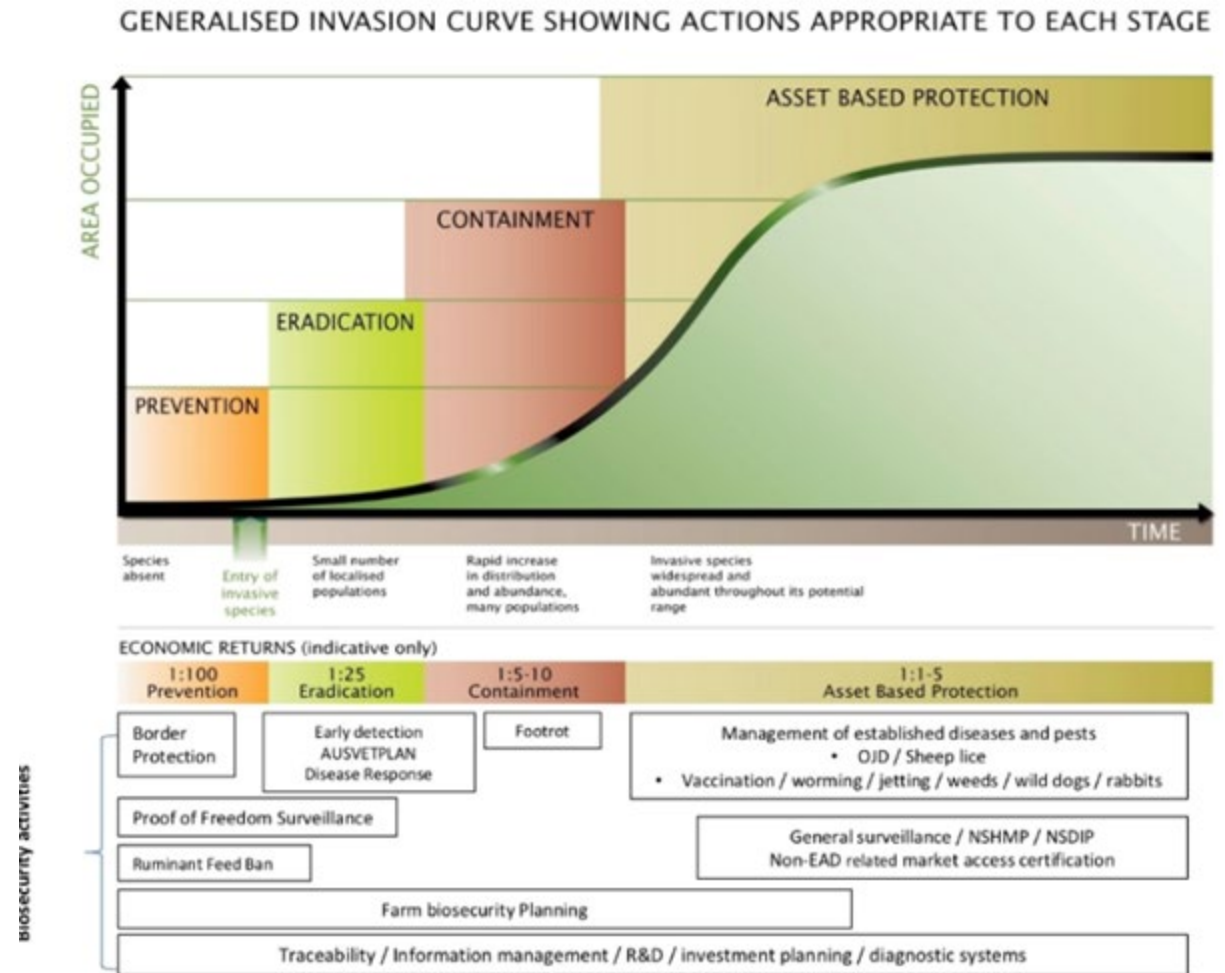 GENERALISED INVASION CURVE SHOWING ACTIONS APPROPRIATE TO EACH STAGE
AREA OCCUPIED
ASSET BASED PROTECTION
CONTAINMENT
ERADICATION
PREVENTION
TIME
Species
absent
Entry of
invasive
species
Small number
of localised
populations
Rapid increase
in distribution
and abundance,
many populations
Invasive species
widespread and
abundant throughout its potential
range
ECONOMIC RETURNS (indicative only)
1:100
Prevention
1:25
Eradication
1:5-10
Containment
1:1-5
Asset Based Protection
Biosecurity activities
Border
Protection
Early detection
AUSVETPLAN
Disease Response
Footrot
Management of established diseases and pests
• OJD / Sheep lice
• Vaccination / worming / jetting / weeds / wild dogs / rabbits
Proof of Freedom Surveillance
General surveillance / NSHMP / NSDIP
Non-EAD related market access certification
Ruminant Feed Ban
Farm biosecurity Planning
Traceability / Information management / R&D / investment planning / diagnostic systems